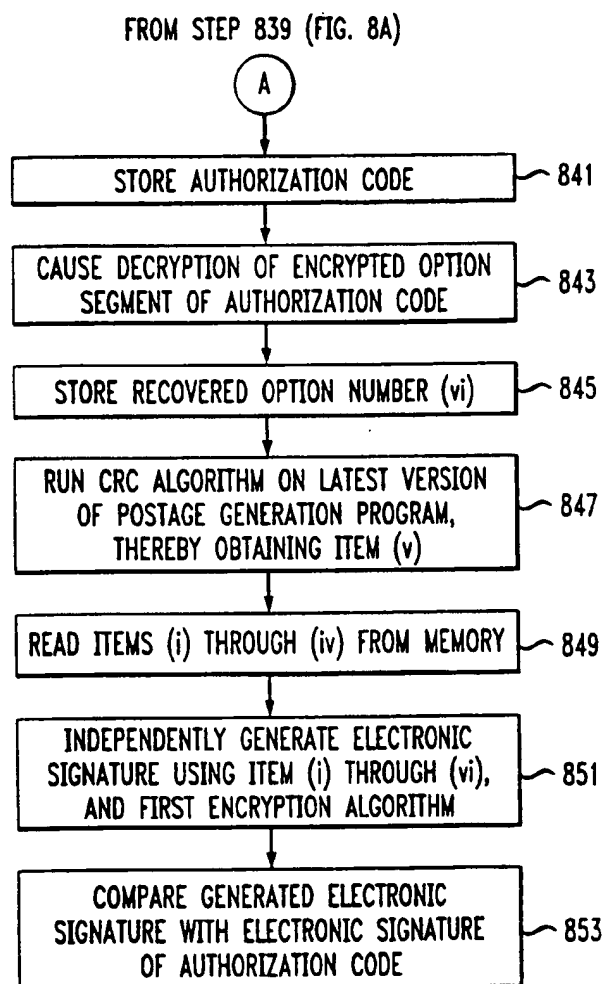 FROM STEP 839 (FIG. 8A)
A
STORE AUTHORIZATION CODE
841
CAUSE DECRYPTION OF ENCRYPTED OPTION
SEGMENT OF AUTHORIZATION CODE
843
STORE RECOVERED OPTION NUMBER (vi)
845
RUN CRC ALGORITHM ON LATEST VERSION
OF POSTAGE GENERATION PROGRAM,
THEREBY OBTAINING ITEM (v)
847
READ ITEMS (i) THROUGH (iv) FROM MEMORY
849
INDEPENDENTLY GENERATE ELECTRONIC
SIGNATURE USING ITEM (i) THROUGH (vi),
AND FIRST ENCRYPTION ALGORITHM
851
COMPARE GENERATED ELECTRONIC
SIGNATURE WITH ELECTRONIC SIGNATURE
OF AUTHORIZATION CODE
853